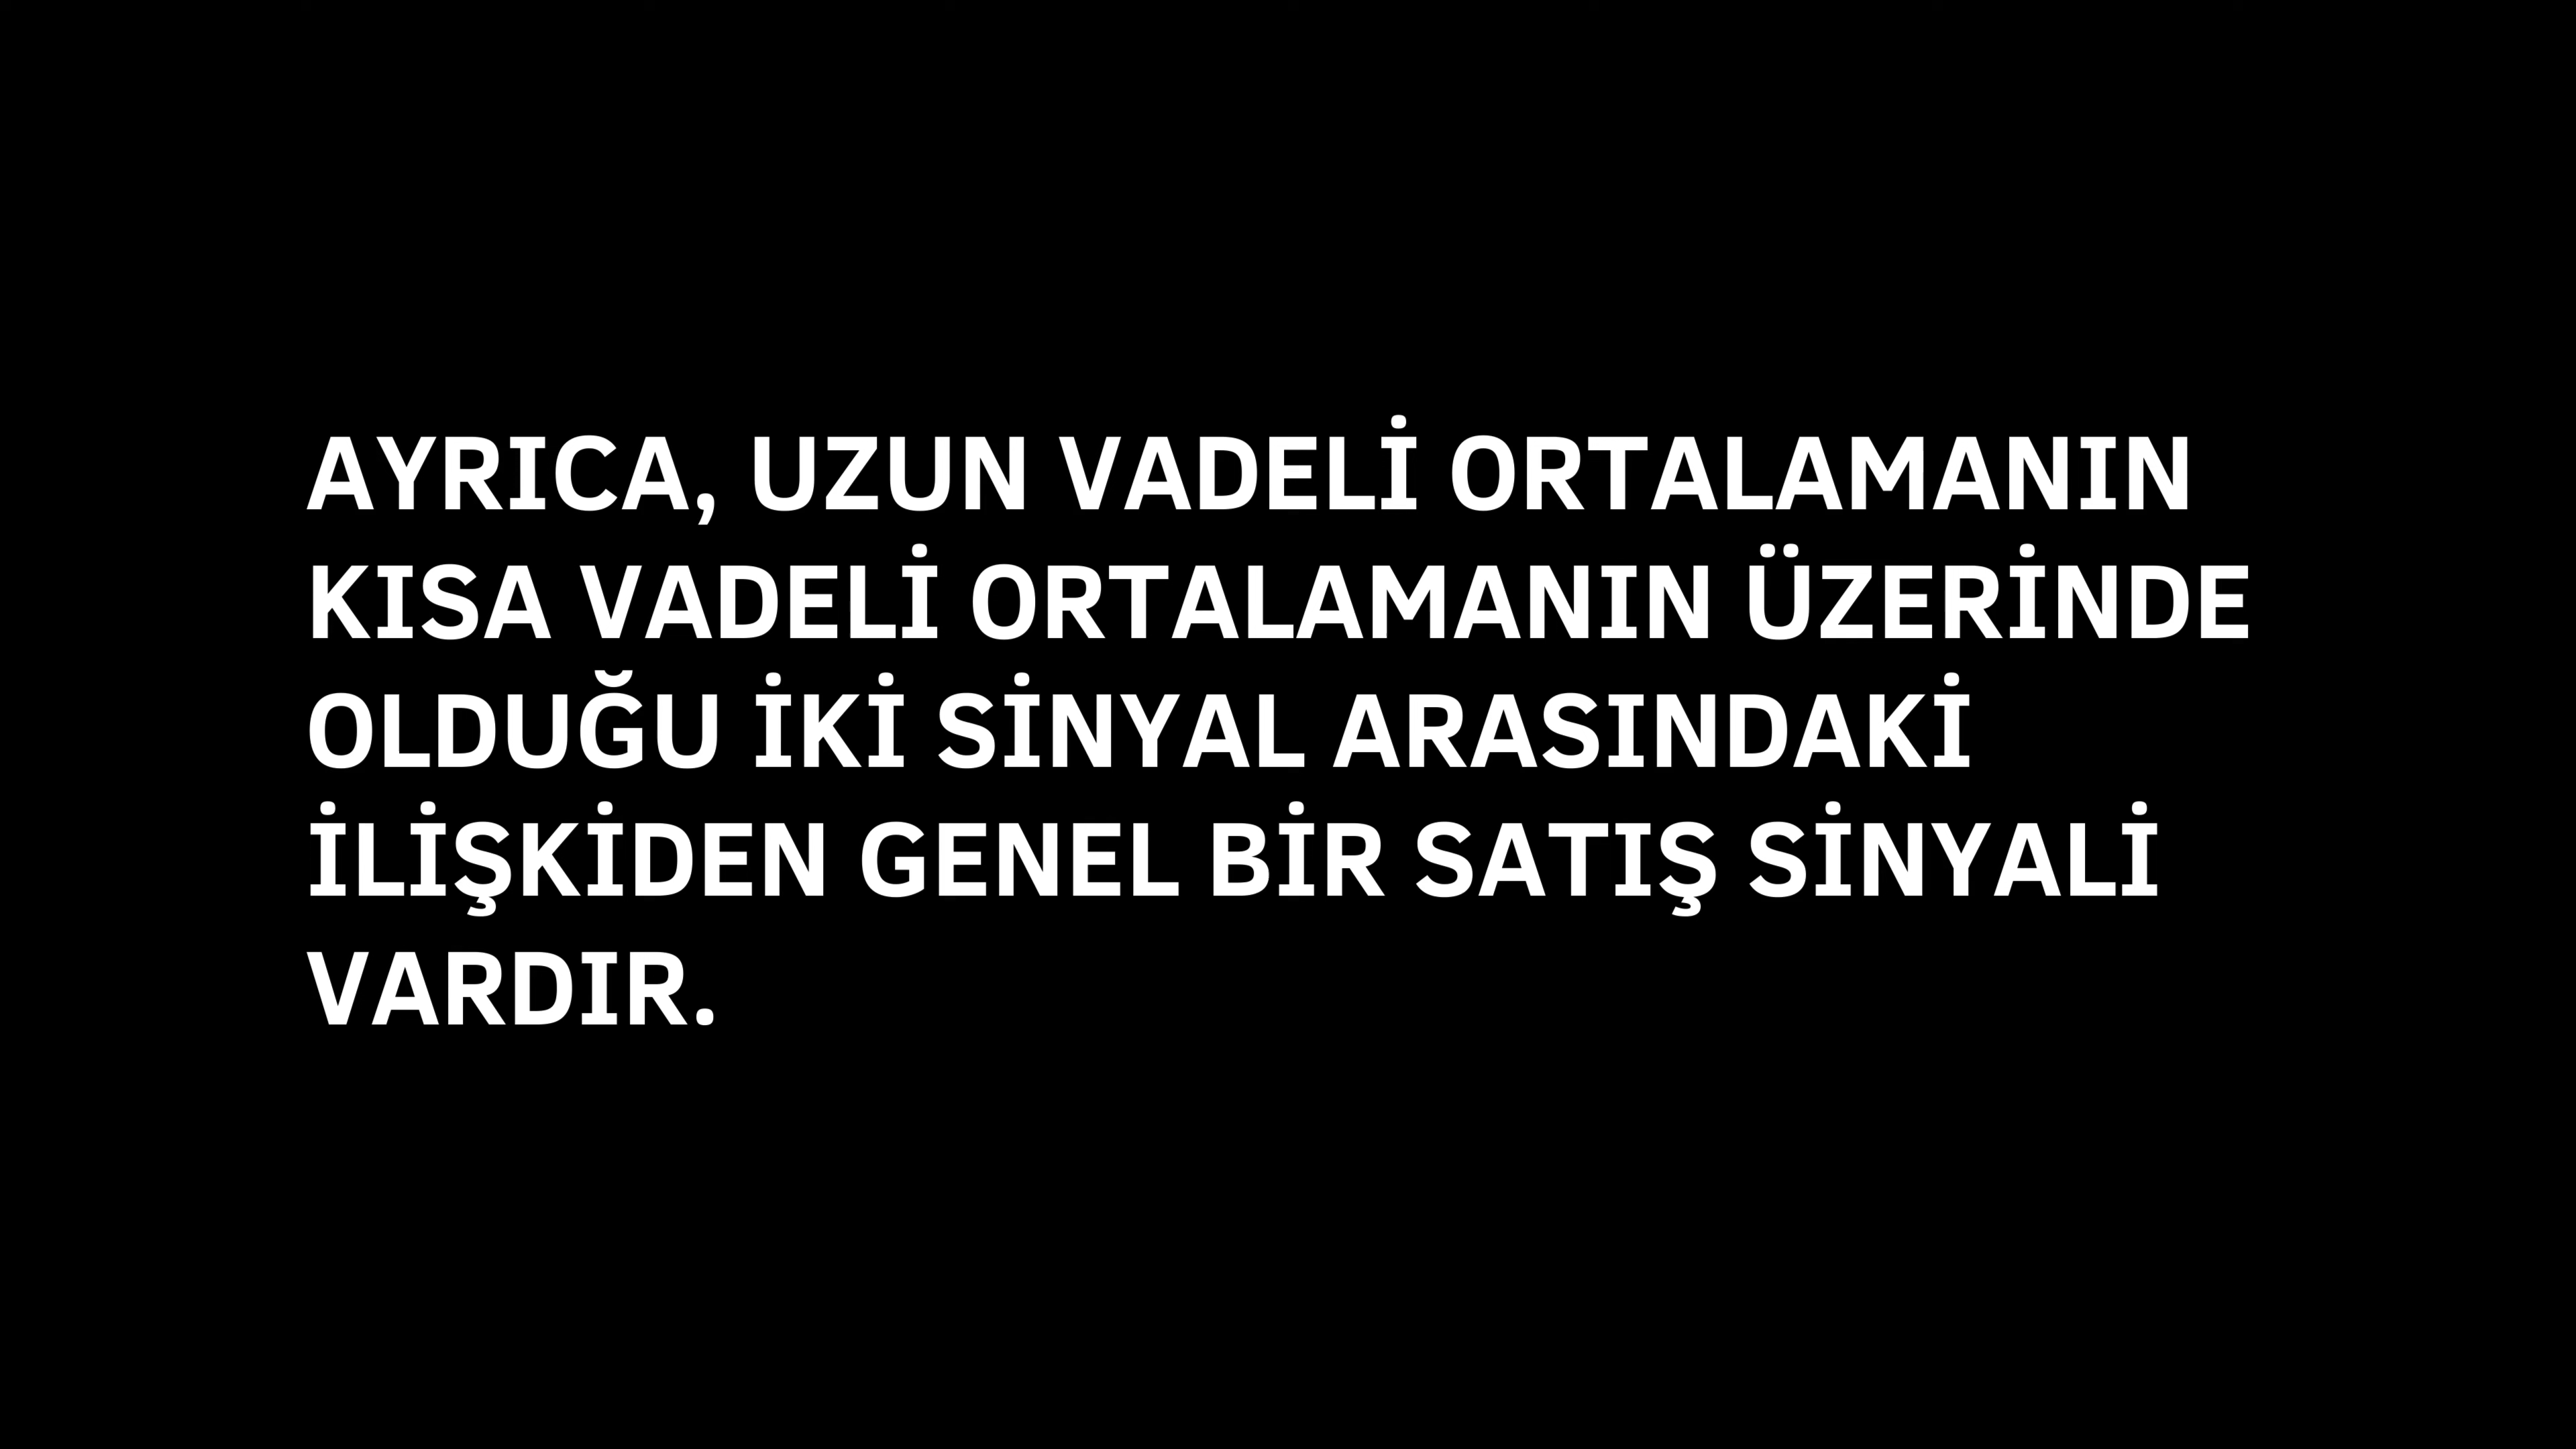 AYRICA, UZUN VADELİ ORTALAMANIN
KISA VADELİ ORTALAMANIN ÜZERİNDE
OLDUĞU İKİ SİNYAL ARASINDAKİ
İLİŞKİDEN GENEL BİR SATIŞ SİNYALİ
VARDIR.